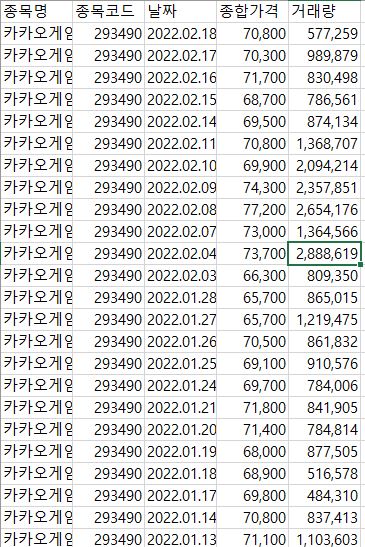 종목명 종목코드 날짜 종합가격 거래량
카카오게임 293490 2022.02.18 70,800 577,259
카카오게임 293490 2022.02.17 70,300 989,879
카카오게임 293490 2022.02.16 71,700 830,498
카카오게임 293490 2022.02.15 68,700 786,561
카카오게임 293490 2022.02.14 69,500 874,134
카카오게임 293490 2022.02.11 70,800 1,368,707
카카오게임 293490 2022.02.10 69,900 2,094,214
카카오게임 293490 2022.02.09 74,300 2,357,851
카카오게임 293490 2022.02.08 77,200 2,654,176
카카오게임 293490 2022.02.07 73,000 1,364,566
카카오게임 293490 2022.02.04 73,700 2,888,619
카카오게임 293490 2022.02.03 66,300 809,350
카카오게임 293490 2022.01.28 65,700 865,015
카카오게임 293490 2022.01.27 65,700 1,219,475
카카오게임 293490 2022.01.26 70,500 861,832
카카오게임 293490 2022.01.25 69,100 910,576
카카오게임 293490 2022.01.24 69,700 784,006
카카오게임 293490 2022.01.21 71,800 841,905
카카오게임 293490 2022.01.20 71,400 784,814
카카오게임 293490 2022.01.19 68,000 877,505
카카오게임 293490 2022.01.18 68,900 516,578
카카오게임 293490 2022.01.17 69,800 484,310
카카오게임 293490 2022.01.14 70,800 837,413
카카오게임 293490 2022.01.13 71,100 1,103,603